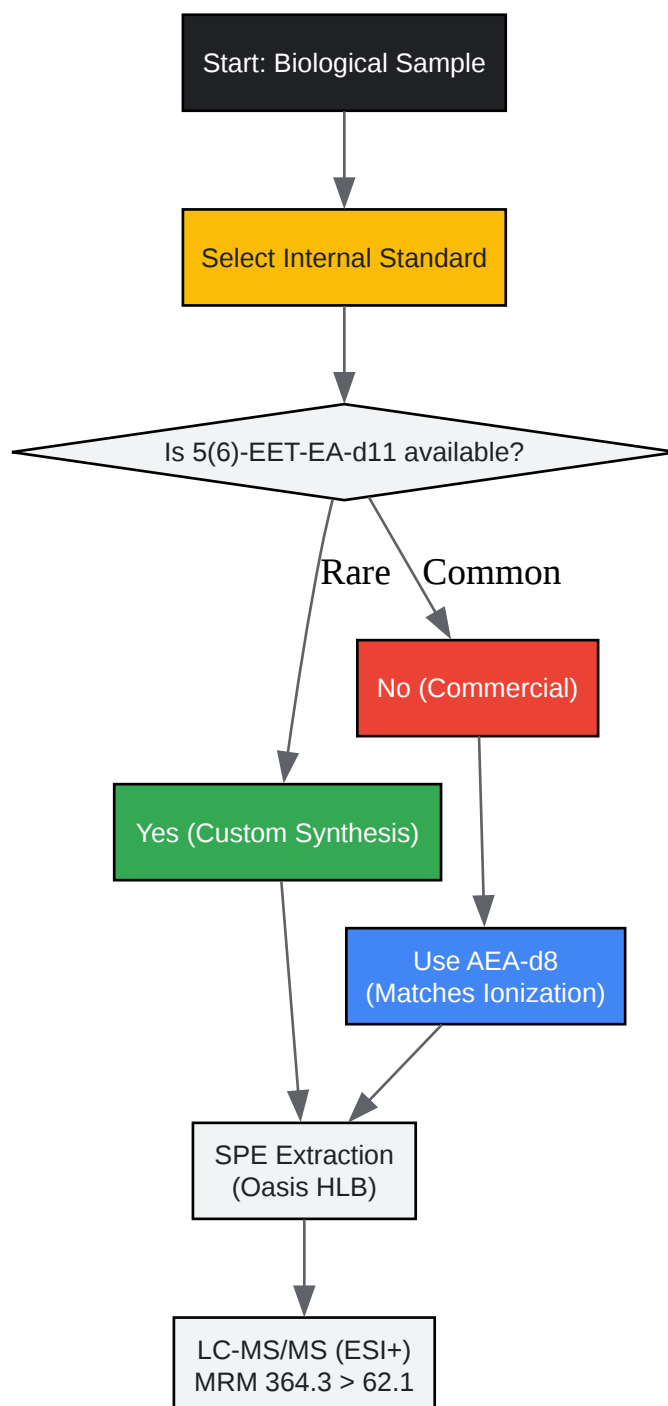 Start: Biological Sample
Select Internal Standard
Is 5(6)-EET-EA-d11 available?
Rare
Common
No (Commercial)
Yes (Custom Synthesis)
Use AEA-d8
(Matches Ionization)
SPE Extraction
(Oasis HLB)
LC-MS/MS (ESI+)
MRM 364.3 > 62.1